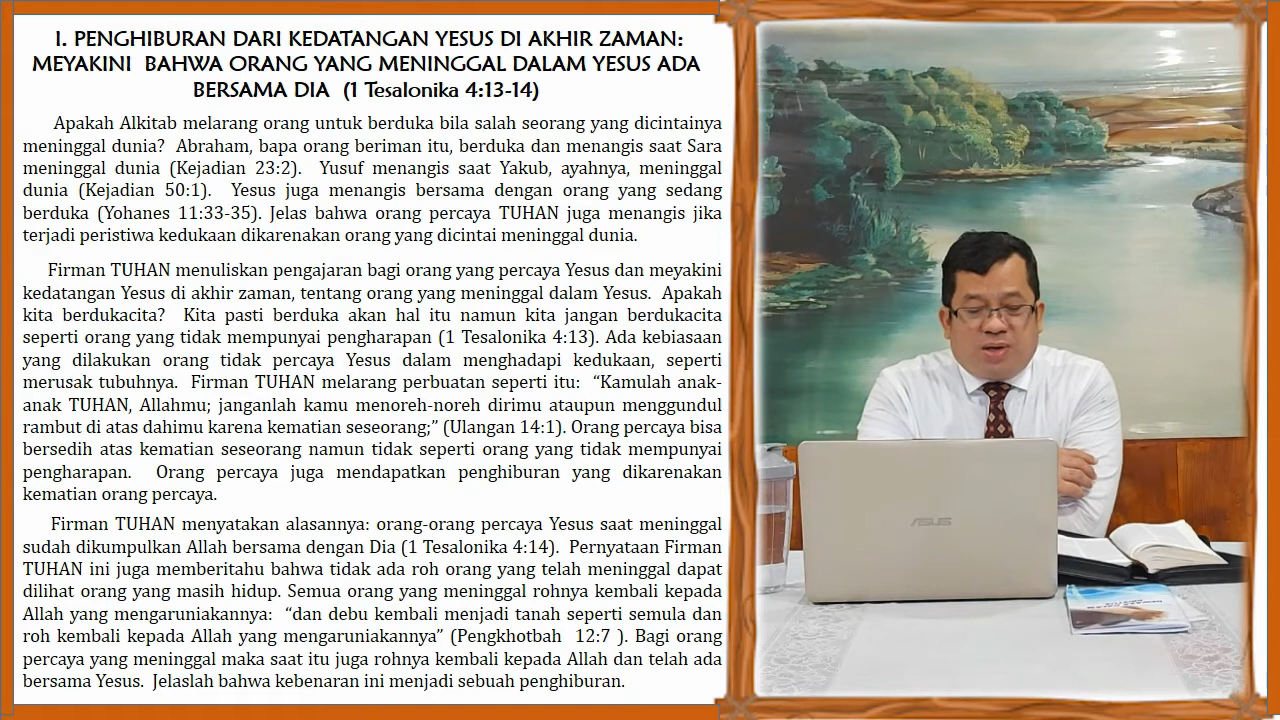 I. PENGHIBURAN DARI KEDATANGAN YESUS DI AKHIR ZAMAN:
MEYAKINI BAHWA ORANG YANG MENINGGAL DALAM YESUS ADA
BERSAMA DIA (1 Tesalonika 4:13-14)
Apakah Alkitab melarang orang untuk berduka bila salah seorang yang dicintainya
meninggal dunia? Abraham, bapa orang beriman itu, berduka dan menangis saat Sara
meninggal dunia (Kejadian 23:2). Yusuf menangis saat Yakub, ayahnya, meninggal
dunia (Kejadian 50:1). Yesus juga menangis bersama dengan orang yang sedang
berduka (Yohanes 11:33-35). Jelas bahwa orang percaya TUHAN juga menangis jika
terjadi peristiwa kedukaan dikarenakan orang yang dicintai meninggal dunia.
Firman TUHAN menuliskan pengajaran bagi orang yang percaya Yesus dan meyakini
kedatangan Yesus di akhir zaman, tentang orang yang meninggal dalam Yesus. Apakah
kita berdukacita? Kita pasti berduka akan hal itu namun kita jangan berdukacita
seperti orang yang tidak mempunyai pengharapan (1 Tesalonika 4:13). Ada kebiasaan
yang dilakukan orang tidak percaya Yesus dalam menghadapi kedukaan, seperti
merusak tubuhnya. Firman TUHAN melarang perbuatan seperti itu: “Kamulah anak-
anak TUHAN, Allahmu; janganlah kamu menoreh-noreh dirimu ataupun menggundul
rambut di atas dahimu karena kematian seseorang;” (Ulangan 14:1). Orang percaya bisa
bersedih atas kematian seseorang namun tidak seperti orang yang tidak mempunyai
pengharapan. Orang percaya juga mendapatkan penghiburan yang dikarenakan
kematian orang percaya.
Firman TUHAN menyatakan alasannya: orang-orang percaya Yesus saat meninggal
sudah dikumpulkan Allah bersama dengan Dia (1 Tesalonika 4:14). Pernyataan Firman
TUHAN ini juga memberitahu bahwa tidak ada roh orang yang telah meninggal dapat
dilihat orang yang masih hidup. Semua orang yang meninggal rohnya kembali kepada
Allah yang mengaruniakannya: “dan debu kembali menjadi tanah seperti semula dan
roh kembali kepada Allah yang mengaruniakannya” (Pengkhotbah 12:7 ). Bagi orang
percaya yang meninggal maka saat itu juga rohnya kembali kepada Allah dan telah ada
bersama Yesus. Jelaslah bahwa kebenaran ini menjadi sebuah penghiburan.
ASUS